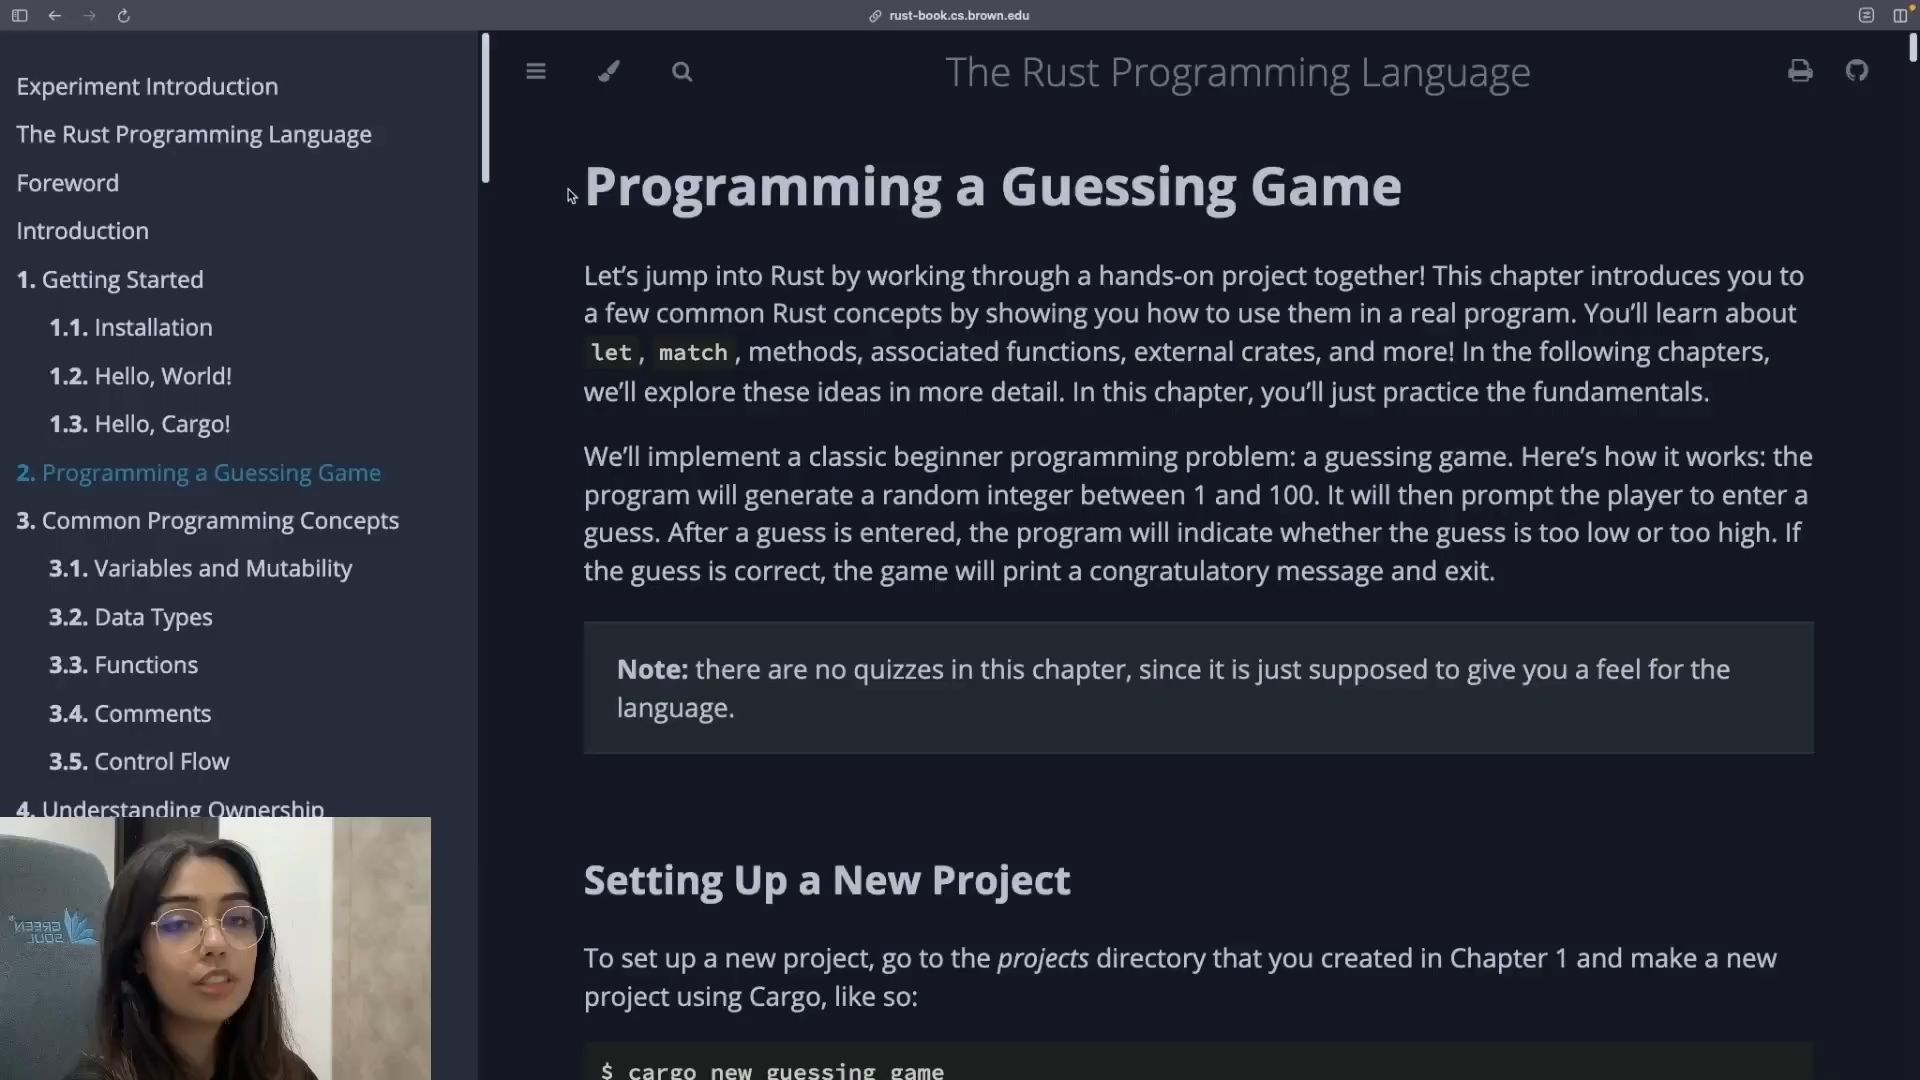 rust-book.cs.brown.edu
Experiment Introduction
The Rust Programming Language
Foreword
Introduction
1. Getting Started
1.1. Installation
1.2. Hello, World!
1.3. Hello, Cargo!
2. Programming a Guessing Game
3. Common Programming Concepts
3.1. Variables and Mutability
3.2. Data Types
3.3. Functions
3.4. Comments
3.5. Control Flow
4. Understanding Ownership
The Rust Programming Language
Programming a Guessing Game
Let’s jump into Rust by working through a hands-on project together! This chapter introduces you to
a few common Rust concepts by showing you how to use them in a real program. You’ll learn about
let, match, methods, associated functions, external crates, and more! In the following chapters,
we’ll explore these ideas in more detail. In this chapter, you’ll just practice the fundamentals.
We’ll implement a classic beginner programming problem: a guessing game. Here’s how it works: the
program will generate a random integer between 1 and 100. It will then prompt the player to enter a
guess. After a guess is entered, the program will indicate whether the guess is too low or too high. If
the guess is correct, the game will print a congratulatory message and exit.
Note: there are no quizzes in this chapter, since it is just supposed to give you a feel for the
language.
Setting Up a New Project
To set up a new project, go to the projects directory that you created in Chapter 1 and make a new
project using Cargo, like so:
$ cargo new guessing_game
GREEN
SOUL